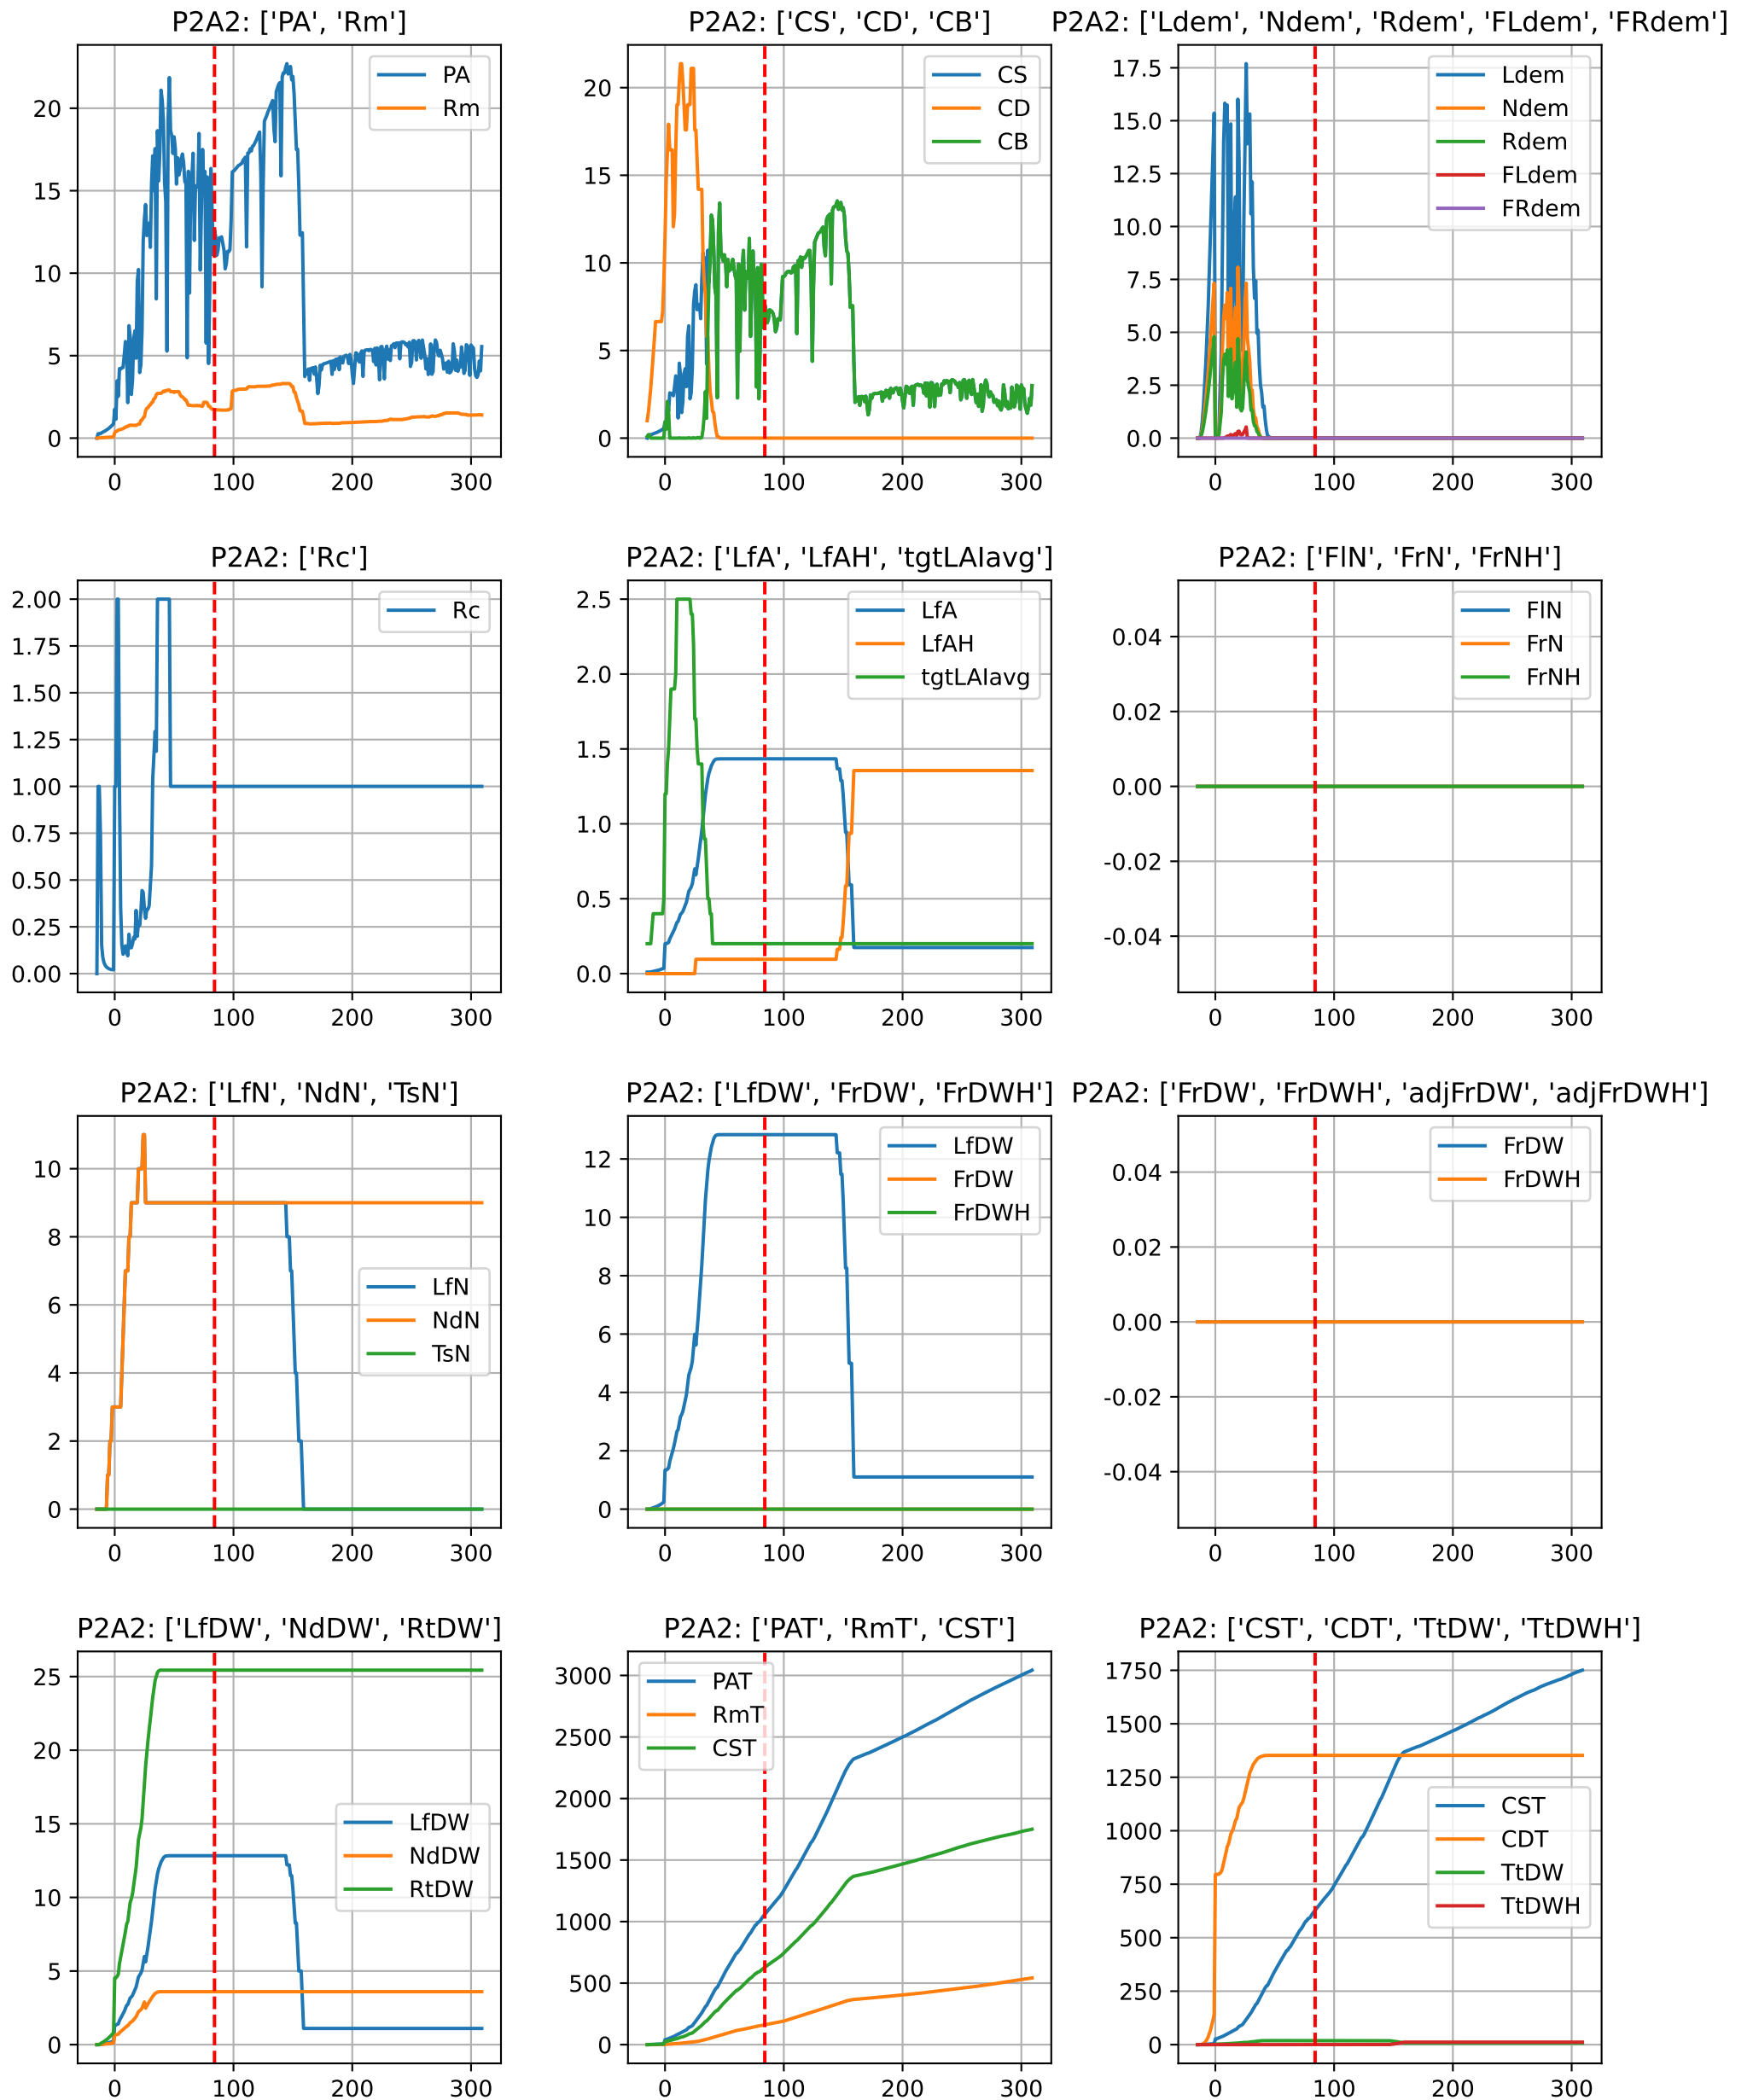 P2A2: ['PA', 'Rm']
PA
Rm
20
15
10
5
0
0 100 200 300
P2A2: ['CS', 'CD', 'CB']
CS
CD
CB
20
15
10
5
0
0 100 200 300
P2A2: ['Ldem', 'Ndem', 'Rdem', 'FLdem', 'FRdem']
Ldem
Ndem
Rdem
FLdem
FRdem
17.5
15.0
12.5
10.0
7.5
5.0
2.5
0.0
0 100 200 300
P2A2: ['Rc']
Rc
2.00
1.75
1.50
1.25
1.00
0.75
0.50
0.25
0.00
0 100 200 300
P2A2: ['LfA', 'LfAH', 'tgtLAIavg']
LfA
LfAH
tgtLAIavg
2.5
2.0
1.5
1.0
0.5
0.0
0 100 200 300
P2A2: ['FlN', 'FrN', 'FrNH']
FlN
FrN
FrNH
0.04
0.02
0.00
-0.02
-0.04
0 100 200 300
P2A2: ['LfN', 'NdN', 'TsN']
LfN
NdN
TsN
10
8
6
4
2
0
0 100 200 300
P2A2: ['LfDW', 'FrDW', 'FrDWH']
LfDW
FrDW
FrDWH
12
10
8
6
4
2
0
0 100 200 300
P2A2: ['FrDW', 'FrDWH', 'adjFrDW', 'adjFrDWH']
FrDW
FrDWH
0.04
0.02
0.00
-0.02
-0.04
0 100 200 300
P2A2: ['LfDW', 'NdDW', 'RtDW']
LfDW
NdDW
RtDW
25
20
15
10
5
0
0 100 200 300
P2A2: ['PAT', 'RmT', 'CST']
PAT
RmT
CST
3000
2500
2000
1500
1000
500
0
0 100 200 300
P2A2: ['CST', 'CDT', 'TtDW', 'TtDWH']
CST
CDT
TtDW
TtDWH
1750
1500
1250
1000
750
500
250
0
0 100 200 300